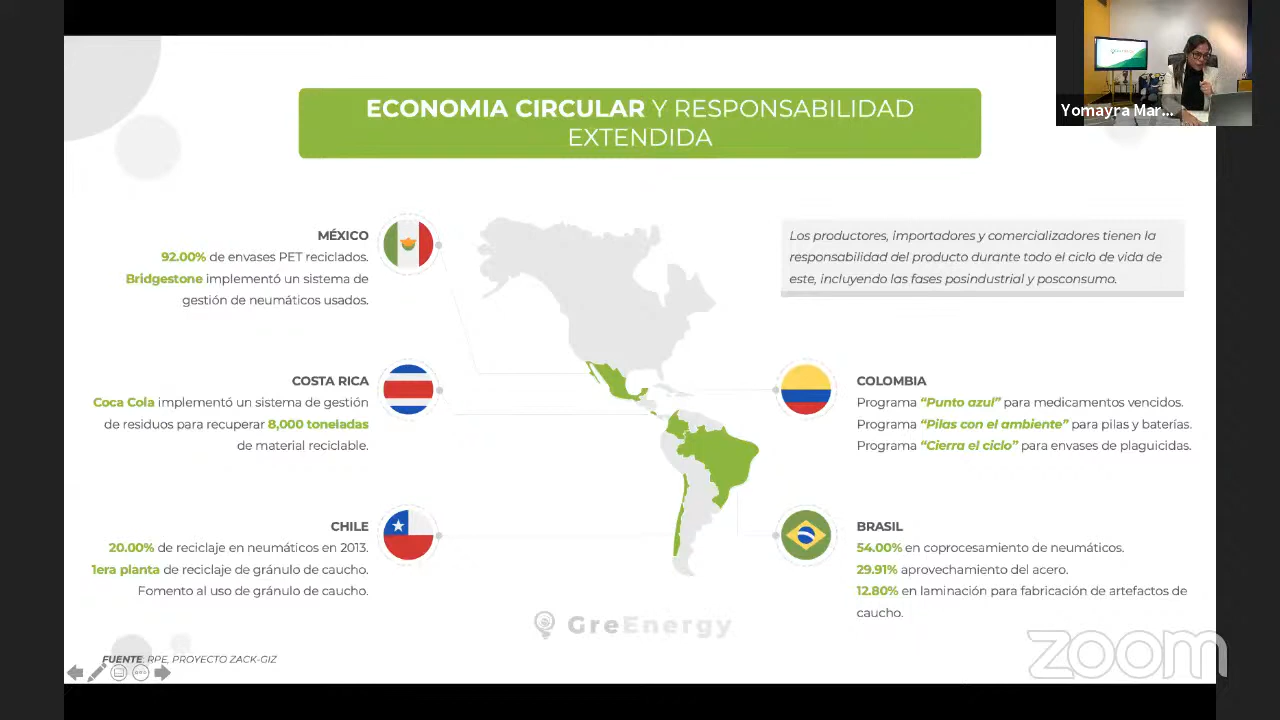 ECONOMIA CIRCULAR Y RESPONSABILIDAD
EXTENDIDA
Yomayra Mar...
MÉXICO
92.00% de envases PET reciclados.
Bridgestone implementó un sistema de
gestión de neumáticos usados.
Los productores, importadores y comercializadores tienen la
responsabilidad del producto durante todo el ciclo de vida de
este, incluyendo las fases posindustrial y posconsumo.
COSTA RICA
Coca Cola implementó un sistema de gestión
de residuos para recuperar 8,000 toneladas
de material reciclable.
COLOMBIA
Programa “Punto azul” para medicamentos vencidos.
Programa “Pilas con el ambiente” para pilas y baterías.
Programa “Cierra el ciclo” para envases de plaguicidas.
CHILE
20.00% de reciclaje en neumáticos en 2013.
1era planta de reciclaje de gránulo de caucho.
Fomento al uso de gránulo de caucho.
BRASIL
54.00% en coprocesamiento de neumáticos.
29.91% aprovechamiento del acero.
12.80% en laminación para fabricación de artefactos de
caucho.
GreEnergy
FUENTE: RPE, PROYECTO ZACK-GIZ
zoom